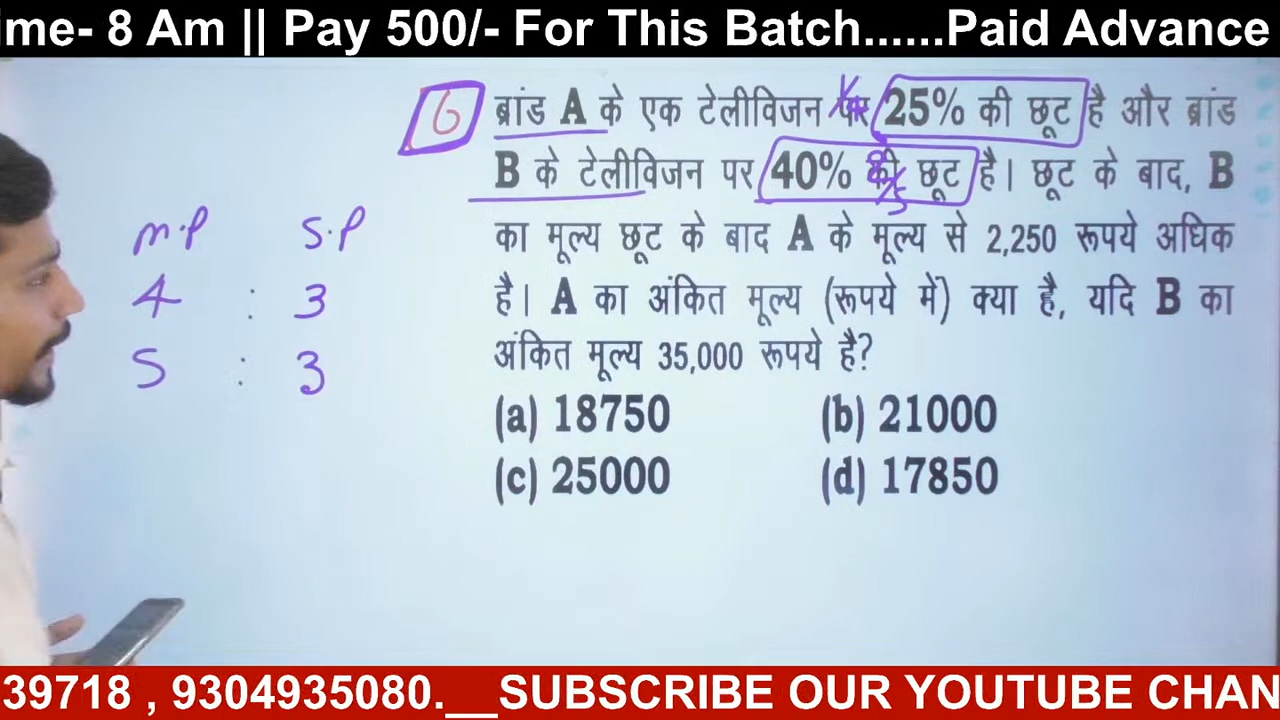 ime- 8 Am || Pay 500/- For This Batch......Paid Advance
6 ब्रांड A के एक टेलीविजन पर 25% की छूट है और ब्रांड
B के टेलीविजन पर 40% की छूट है। छूट के बाद, B
का मूल्य छूट के बाद A के मूल्य से 2,250 रूपये अधिक
है। A का अंकित मूल्य (रूपये में) क्या है, यदि B का
अंकित मूल्य 35,000 रूपये है?
(a) 18750 (b) 21000
(c) 25000 (d) 17850
M.P S.P
4 : 3
5 : 3
39718 , 9304935080.__SUBSCRIBE OUR YOUTUBE CHAN